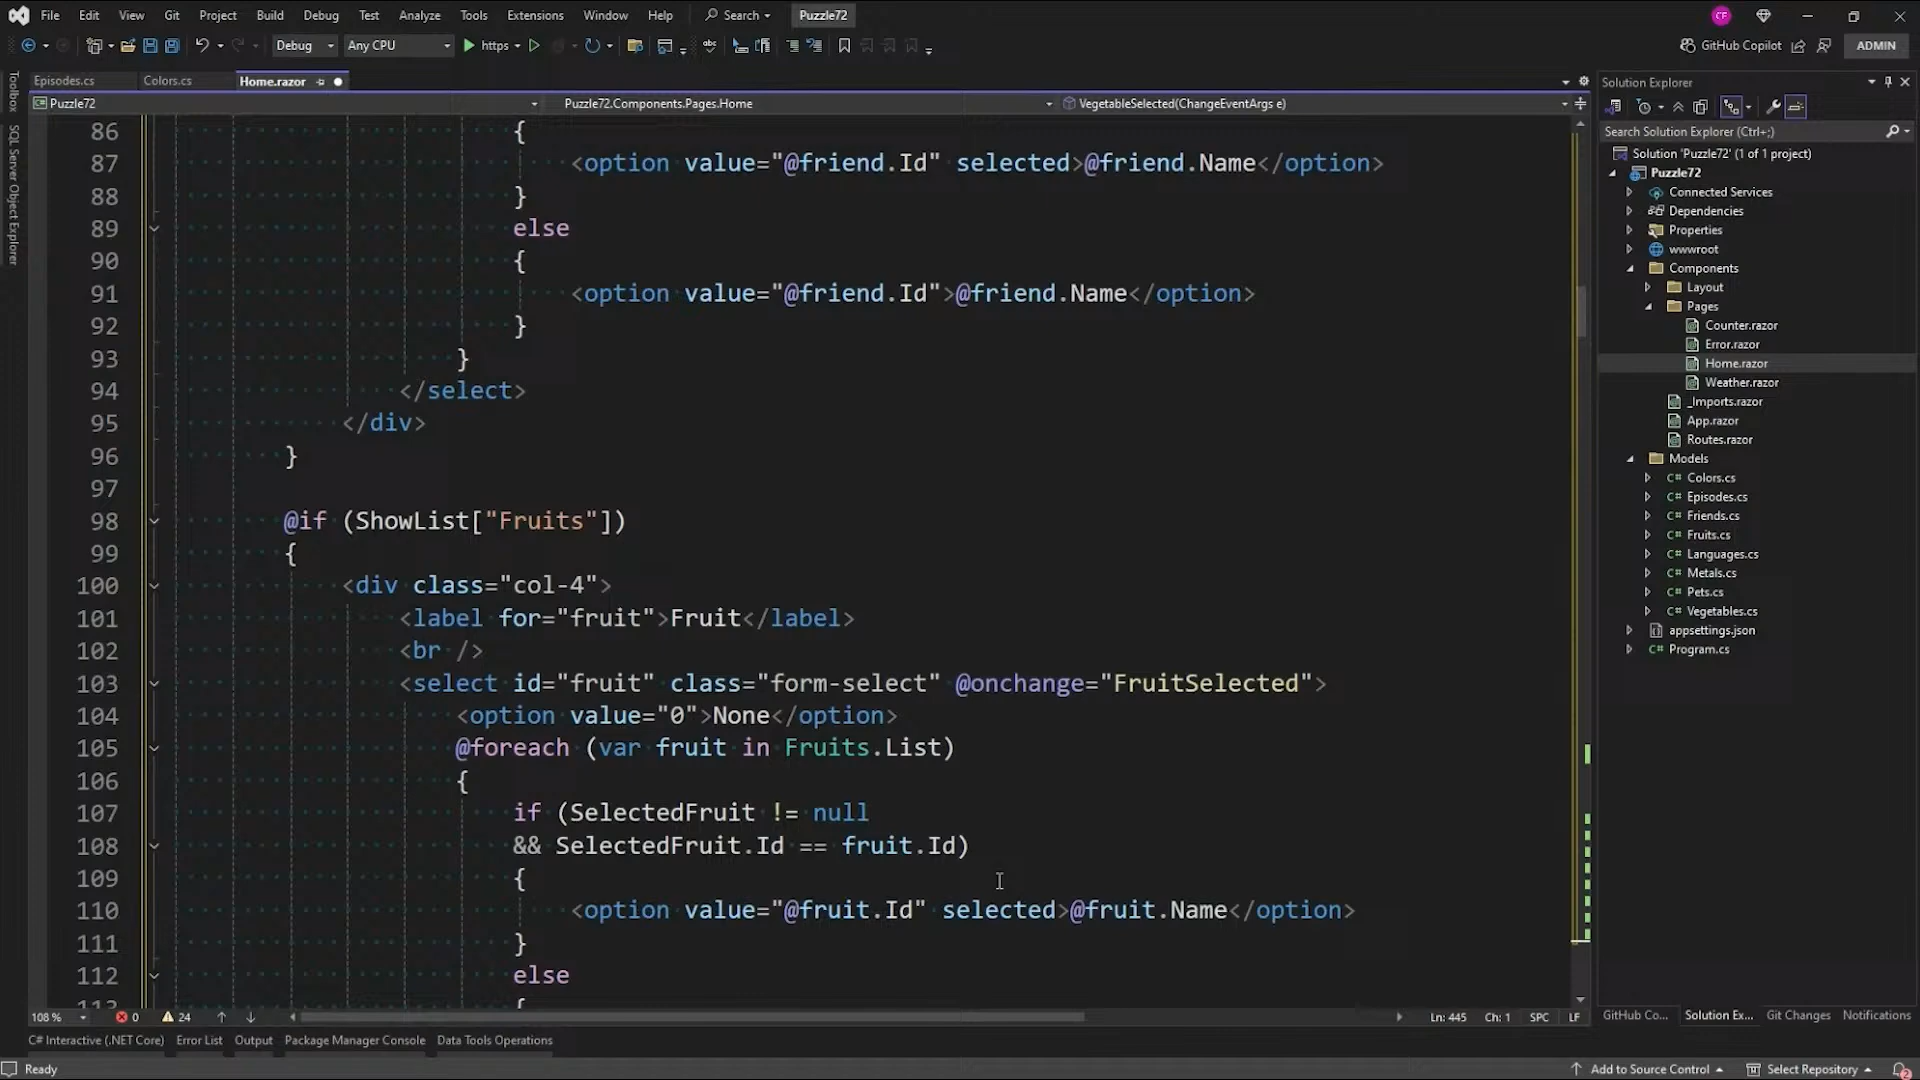 File Edit View Git Project Build Debug Test Analyze Tools Extensions Window Help Search Puzzle72 CF
Debug Any CPU https GitHub Copilot ADMIN
Toolbox
SQL Server Object Explorer
Episodes.cs Colors.cs Home.razor
Puzzle72 Puzzle72.Components.Pages.Home VegetableSelected(ChangeEventArgs e)
86 {
87 <option value="@friend.Id" selected>@friend.Name</option>
88 }
89 else
90 {
91 <option value="@friend.Id">@friend.Name</option>
92 }
93 }
94 </select>
95 </div>
96 }
97
98 @if (ShowList["Fruits"])
99 {
100 <div class="col-4">
101 <label for="fruit">Fruit</label>
102 <br />
103 <select id="fruit" class="form-select" @onchange="FruitSelected">
104 <option value="0">None</option>
105 @foreach (var fruit in Fruits.List)
106 {
107 if (SelectedFruit != null
108 && SelectedFruit.Id == fruit.Id)
109 {
110 <option value="@fruit.Id" selected>@fruit.Name</option>
111 }
112 else
113 {
108 % 0 24 Ln: 445 Ch: 1 SPC LF
C# Interactive (.NET Core) Error List Output Package Manager Console Data Tools Operations
Ready
Solution Explorer
Search Solution Explorer (Ctrl+;)
Solution 'Puzzle72' (1 of 1 project)
Puzzle72
Connected Services
Dependencies
Properties
wwwroot
Components
Layout
Pages
Counter.razor
Error.razor
Home.razor
Weather.razor
_Imports.razor
App.razor
Routes.razor
Models
C# Colors.cs
C# Episodes.cs
C# Friends.cs
C# Fruits.cs
C# Languages.cs
C# Metals.cs
C# Pets.cs
C# Vegetables.cs
appsettings.json
C# Program.cs
GitHub Co... Solution Ex... Git Changes Notifications
Add to Source Control Select Repository 2